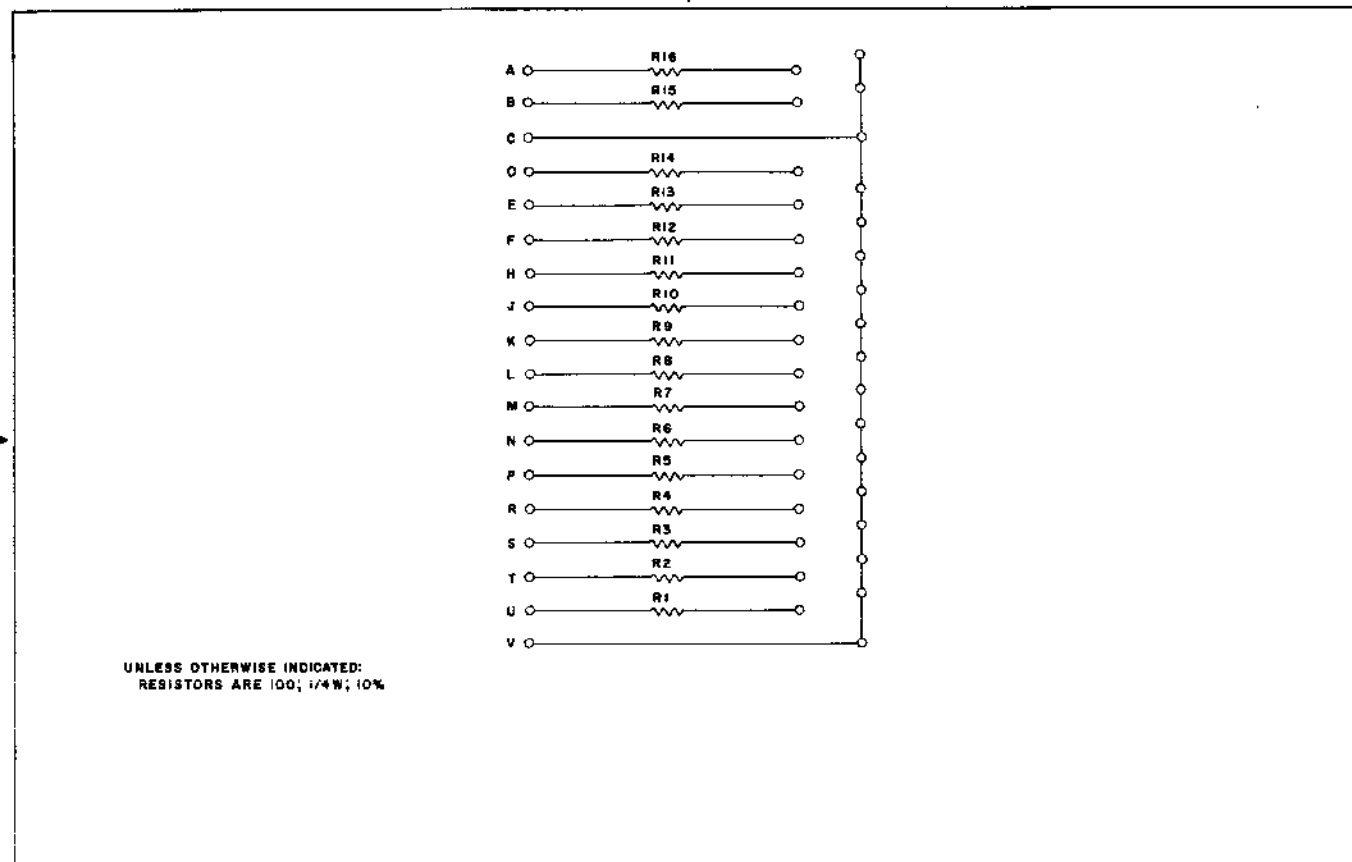 A R16
B R15
C
D R14
E R13
F R12
H R11
J R10
K R9
L R8
M R7
N R6
P R5
R R4
S R3
T R2
U R1
V
UNLESS OTHERWISE INDICATED:
RESISTORS ARE 100; 1/4W; 10%